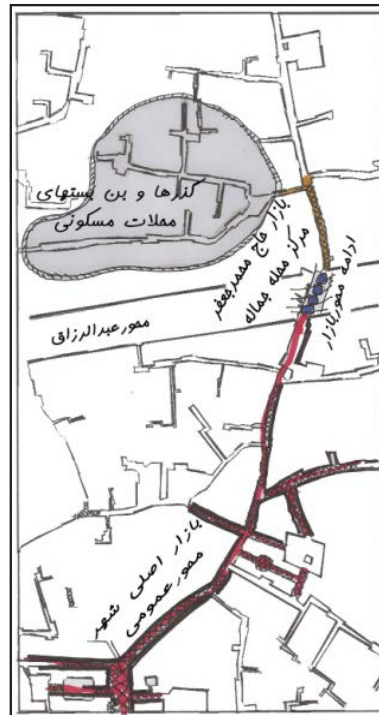 گذرها و بن بستهای
محلات مسکونی
بازار حاج محمدجعفر
مرکز محله جماله
ادامه محور بازار
محور عبدالرزاق
بازار اصلی شهر
محور عمومی